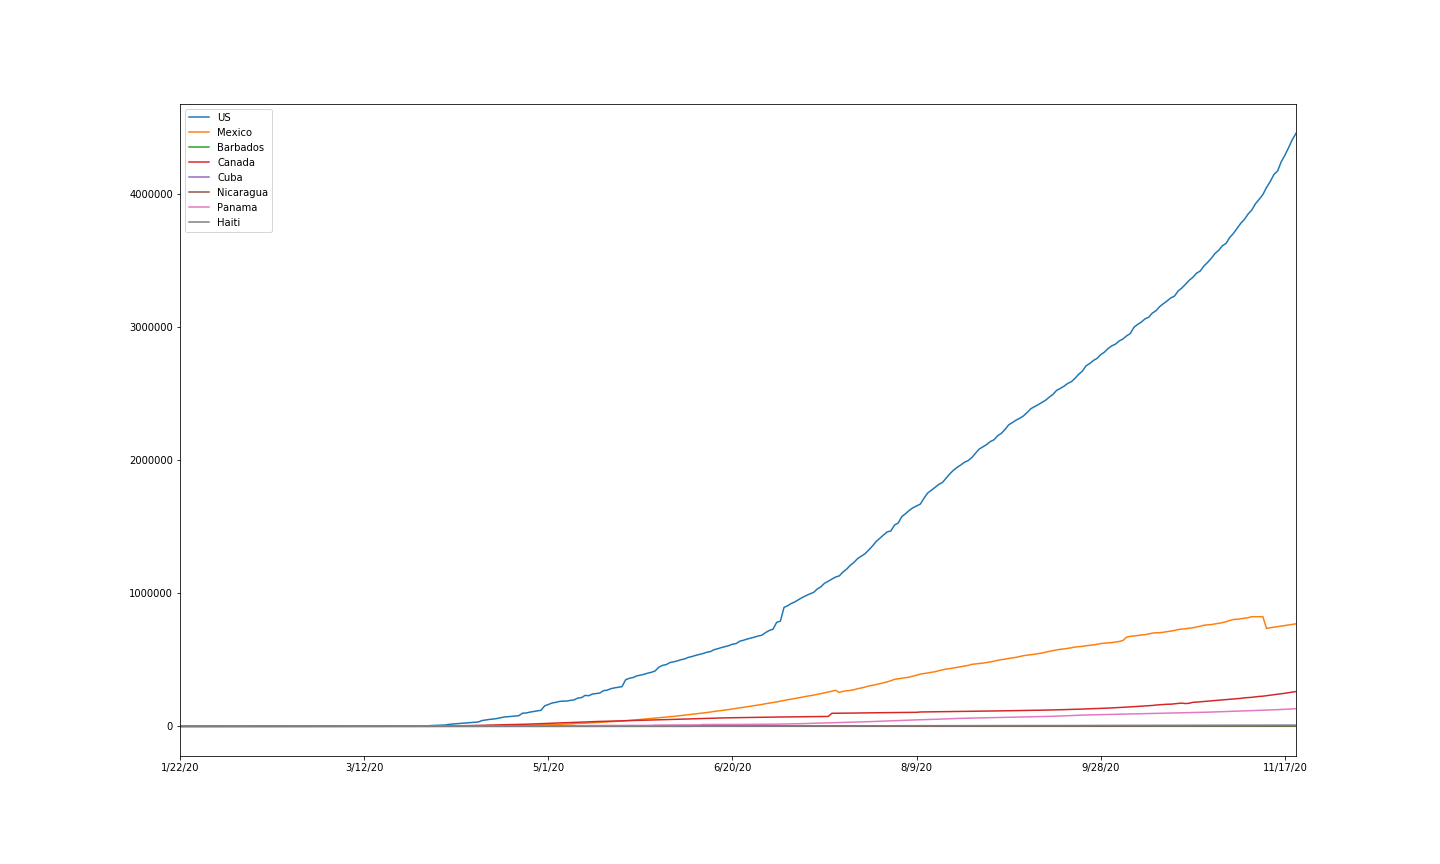 US
Mexico
Barbados
Canada
Cuba
Nicaragua
Panama
Haiti
4000000
3000000
2000000
1000000
0
1/22/20 3/12/20 5/1/20 6/20/20 8/9/20 9/28/20 11/17/20